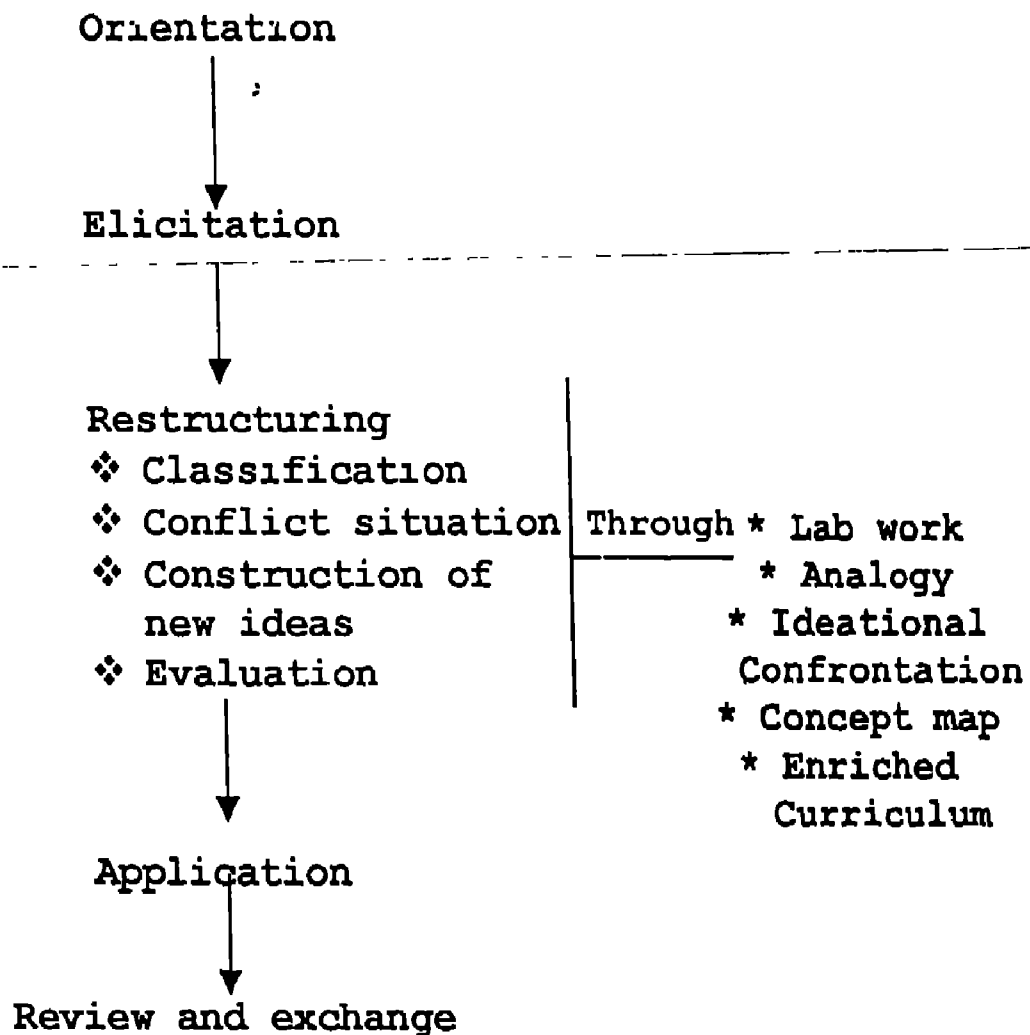 Orientation
Elicitation
Restructuring
❖ Classification
❖ Conflict situation
❖ Construction of
new ideas
❖ Evaluation
Through
* Lab work
* Analogy
* Ideational
Confrontation
* Concept map
* Enriched
Curriculum
Application
Review and exchange